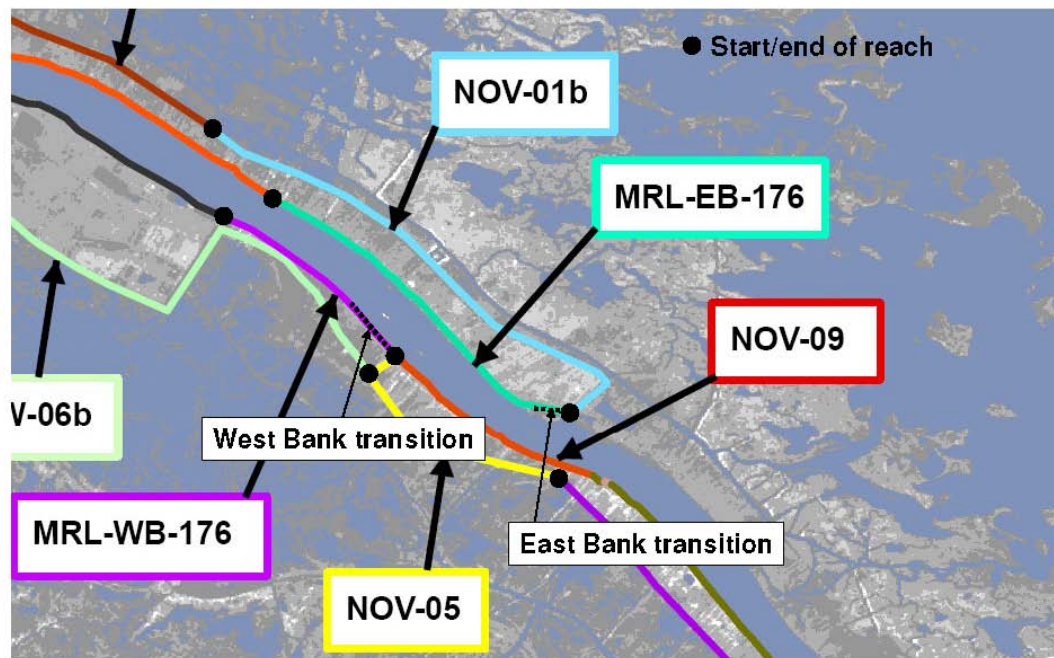 Start/end of reach
NOV-01b
MRL-EB-176
NOV-09
V-06b
West Bank transition
MRL-WB-176
East Bank transition
NOV-05